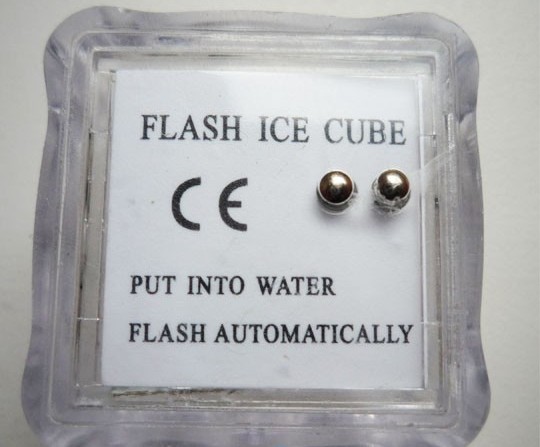 FLASH ICE CUBE
CE
PUT INTO WATER
FLASH AUTOMATICALLY